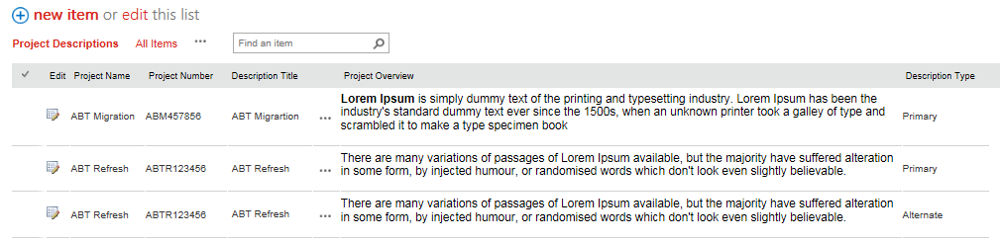 new item or edit this list
Project Descriptions All Items ... Find an item
Edit Project Name Project Number Description Title Project Overview Description Type
ABT Migration ABM457856 ABT Migrartion ... Lorem Ipsum is simply dummy text of the printing and typesetting industry. Lorem Ipsum has been the
industry's standard dummy text ever since the 1500s, when an unknown printer took a galley of type and
scrambled it to make a type specimen book
Primary
ABT Refresh ABTR123456 ABT Refresh ... There are many variations of passages of Lorem Ipsum available, but the majority have suffered alteration
in some form, by injected humour, or randomised words which don't look even slightly believable.
Primary
ABT Refresh ABTR123456 ABT Refresh ... There are many variations of passages of Lorem Ipsum available, but the majority have suffered alteration
in some form, by injected humour, or randomised words which don't look even slightly believable.
Alternate